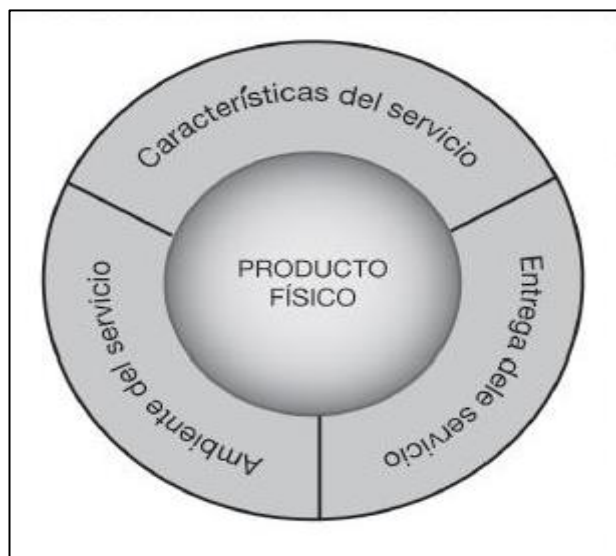 Características del servicio
PRODUCTO
FÍSICO
Ambiente del servicio
Entrega dele servicio